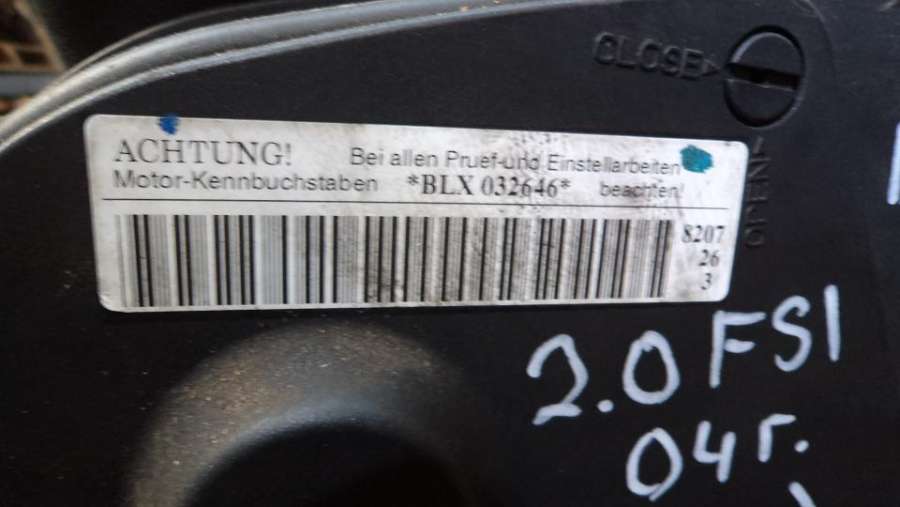 CLOSE
OPEN
ACHTUNG! Bei allen Pruef-und Einstellarbeiten
Motor-Kennbuchstaben *BLX 032646* beachten!
8207
26
3
2.0 FSI
04г.